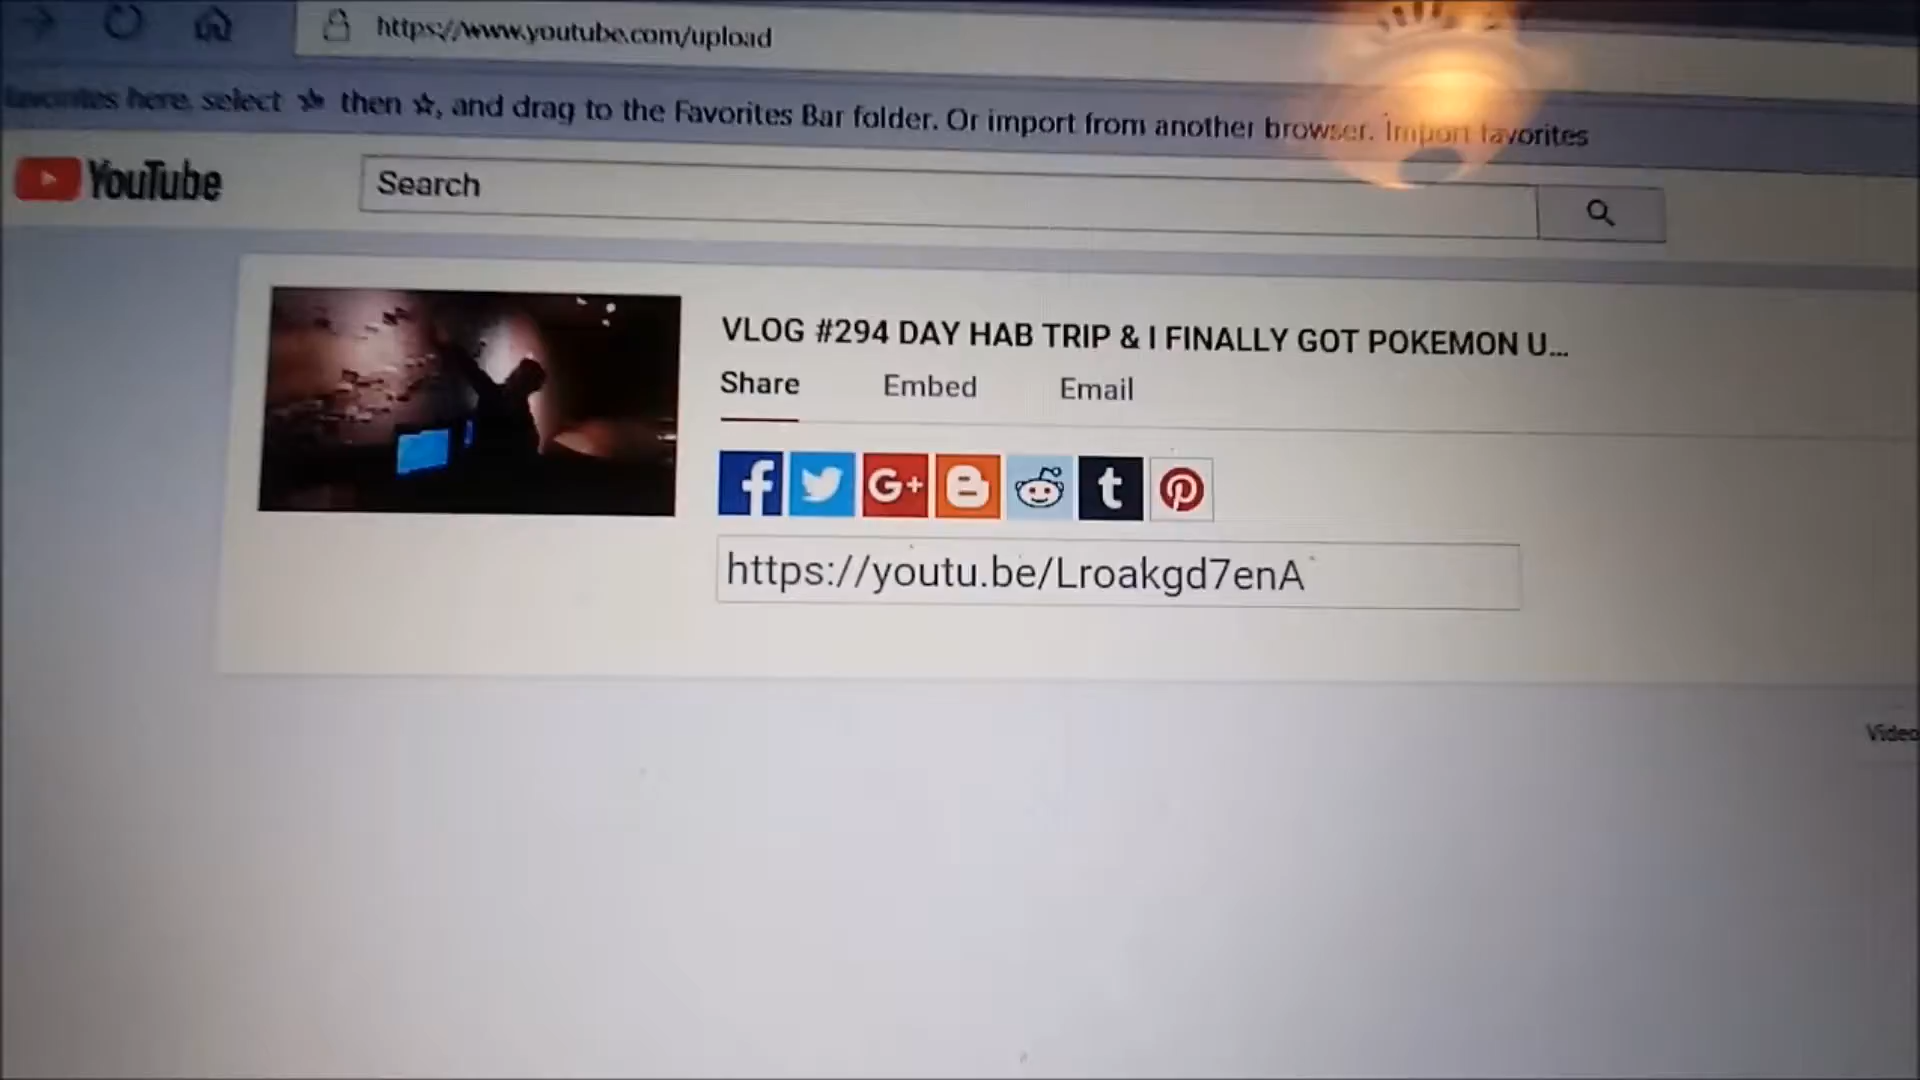 https://www.youtube.com/upload
favorites here, select then ☆, and drag to the Favorites Bar folder. Or import from another browser. Import favorites
YouTube
Search
VLOG #294 DAY HAB TRIP & I FINALLY GOT POKEMON U...
Share Embed Email
f G+ B t
https://youtu.be/Lroakgd7enA
Video